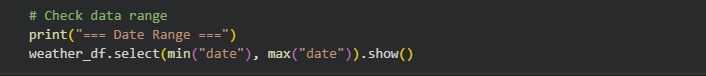 # Check data range
print("=== Date Range ===")
weather_df.select(min("date"), max("date")).show()